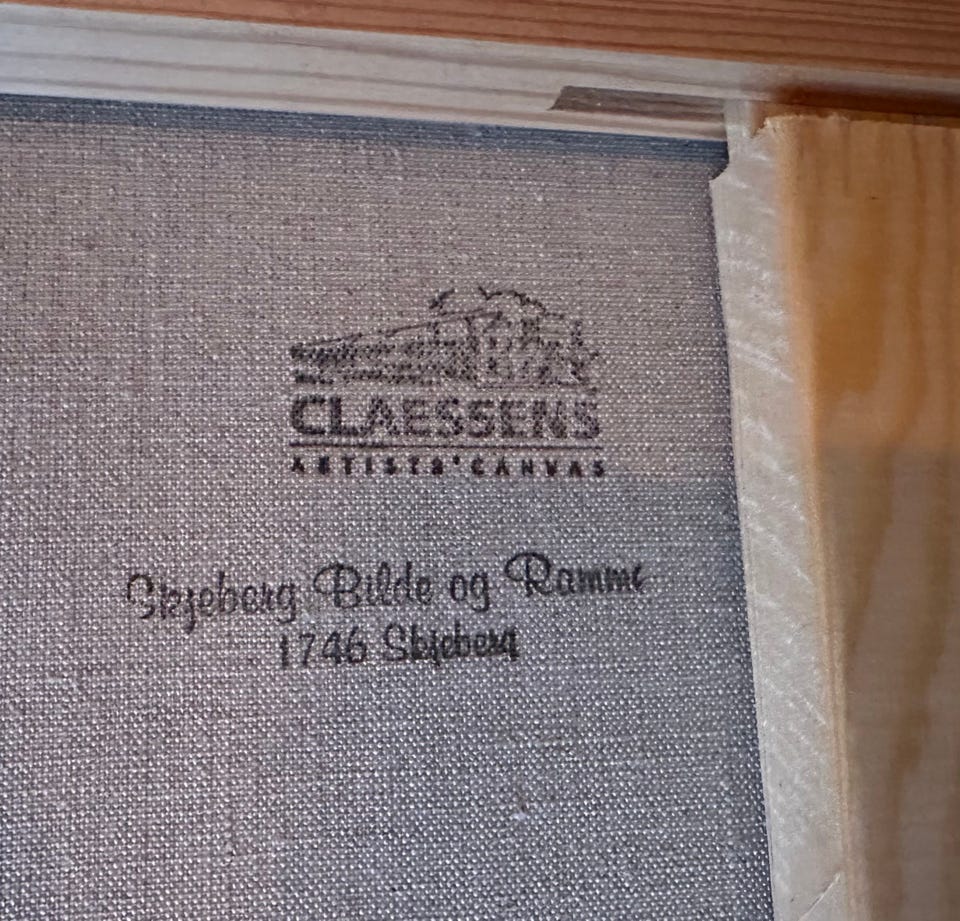 CLAESSENS
ARTISTS' CANVAS
Skjeberg Bilde og Ramme
1746 Skjeberg